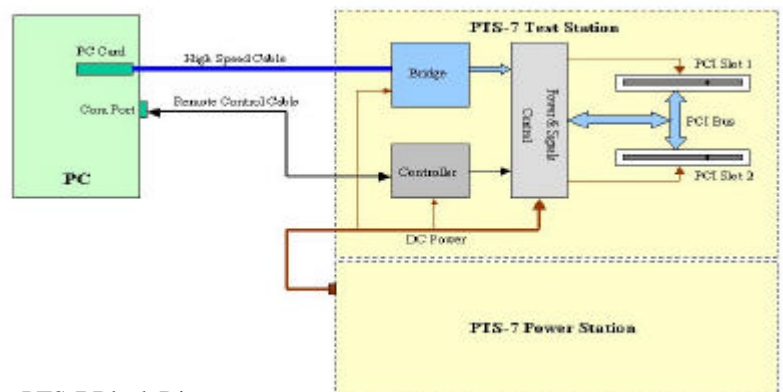 PTS-7 Test Station
PC Card
High Speed Cable
Bridge
PCI Slot 1
Com Port
Remote Control Cable
Power & Signals
Control
PCI Bus
PC
Controller
PCI Slot 2
DC Power
PTS-7 Power Station